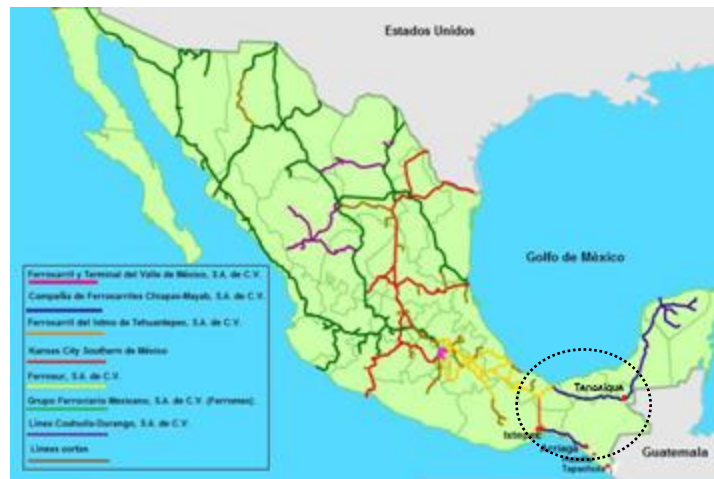 Estados Unidos
Golfo de México
Ferrocarril y Terminal del Valle de México, S.A. de C.V.
Compañía de Ferrocarriles Chiapas-Mayab, S.A. de C.V.
Ferrocarril del Istmo de Tehuantepec, S.A. de C.V.
Kansas City Southern de México
Ferrosur, S.A. de C.V.
Grupo Ferroviario Mexicano, S.A. de C.V. (Ferromex).
Línea Coahuila-Durango, S.A. de C.V.
Líneas cortas
Ixtepec
Arriaga
Tapachula
Guatemala